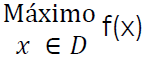 Máximo f(x)
x ∈ D